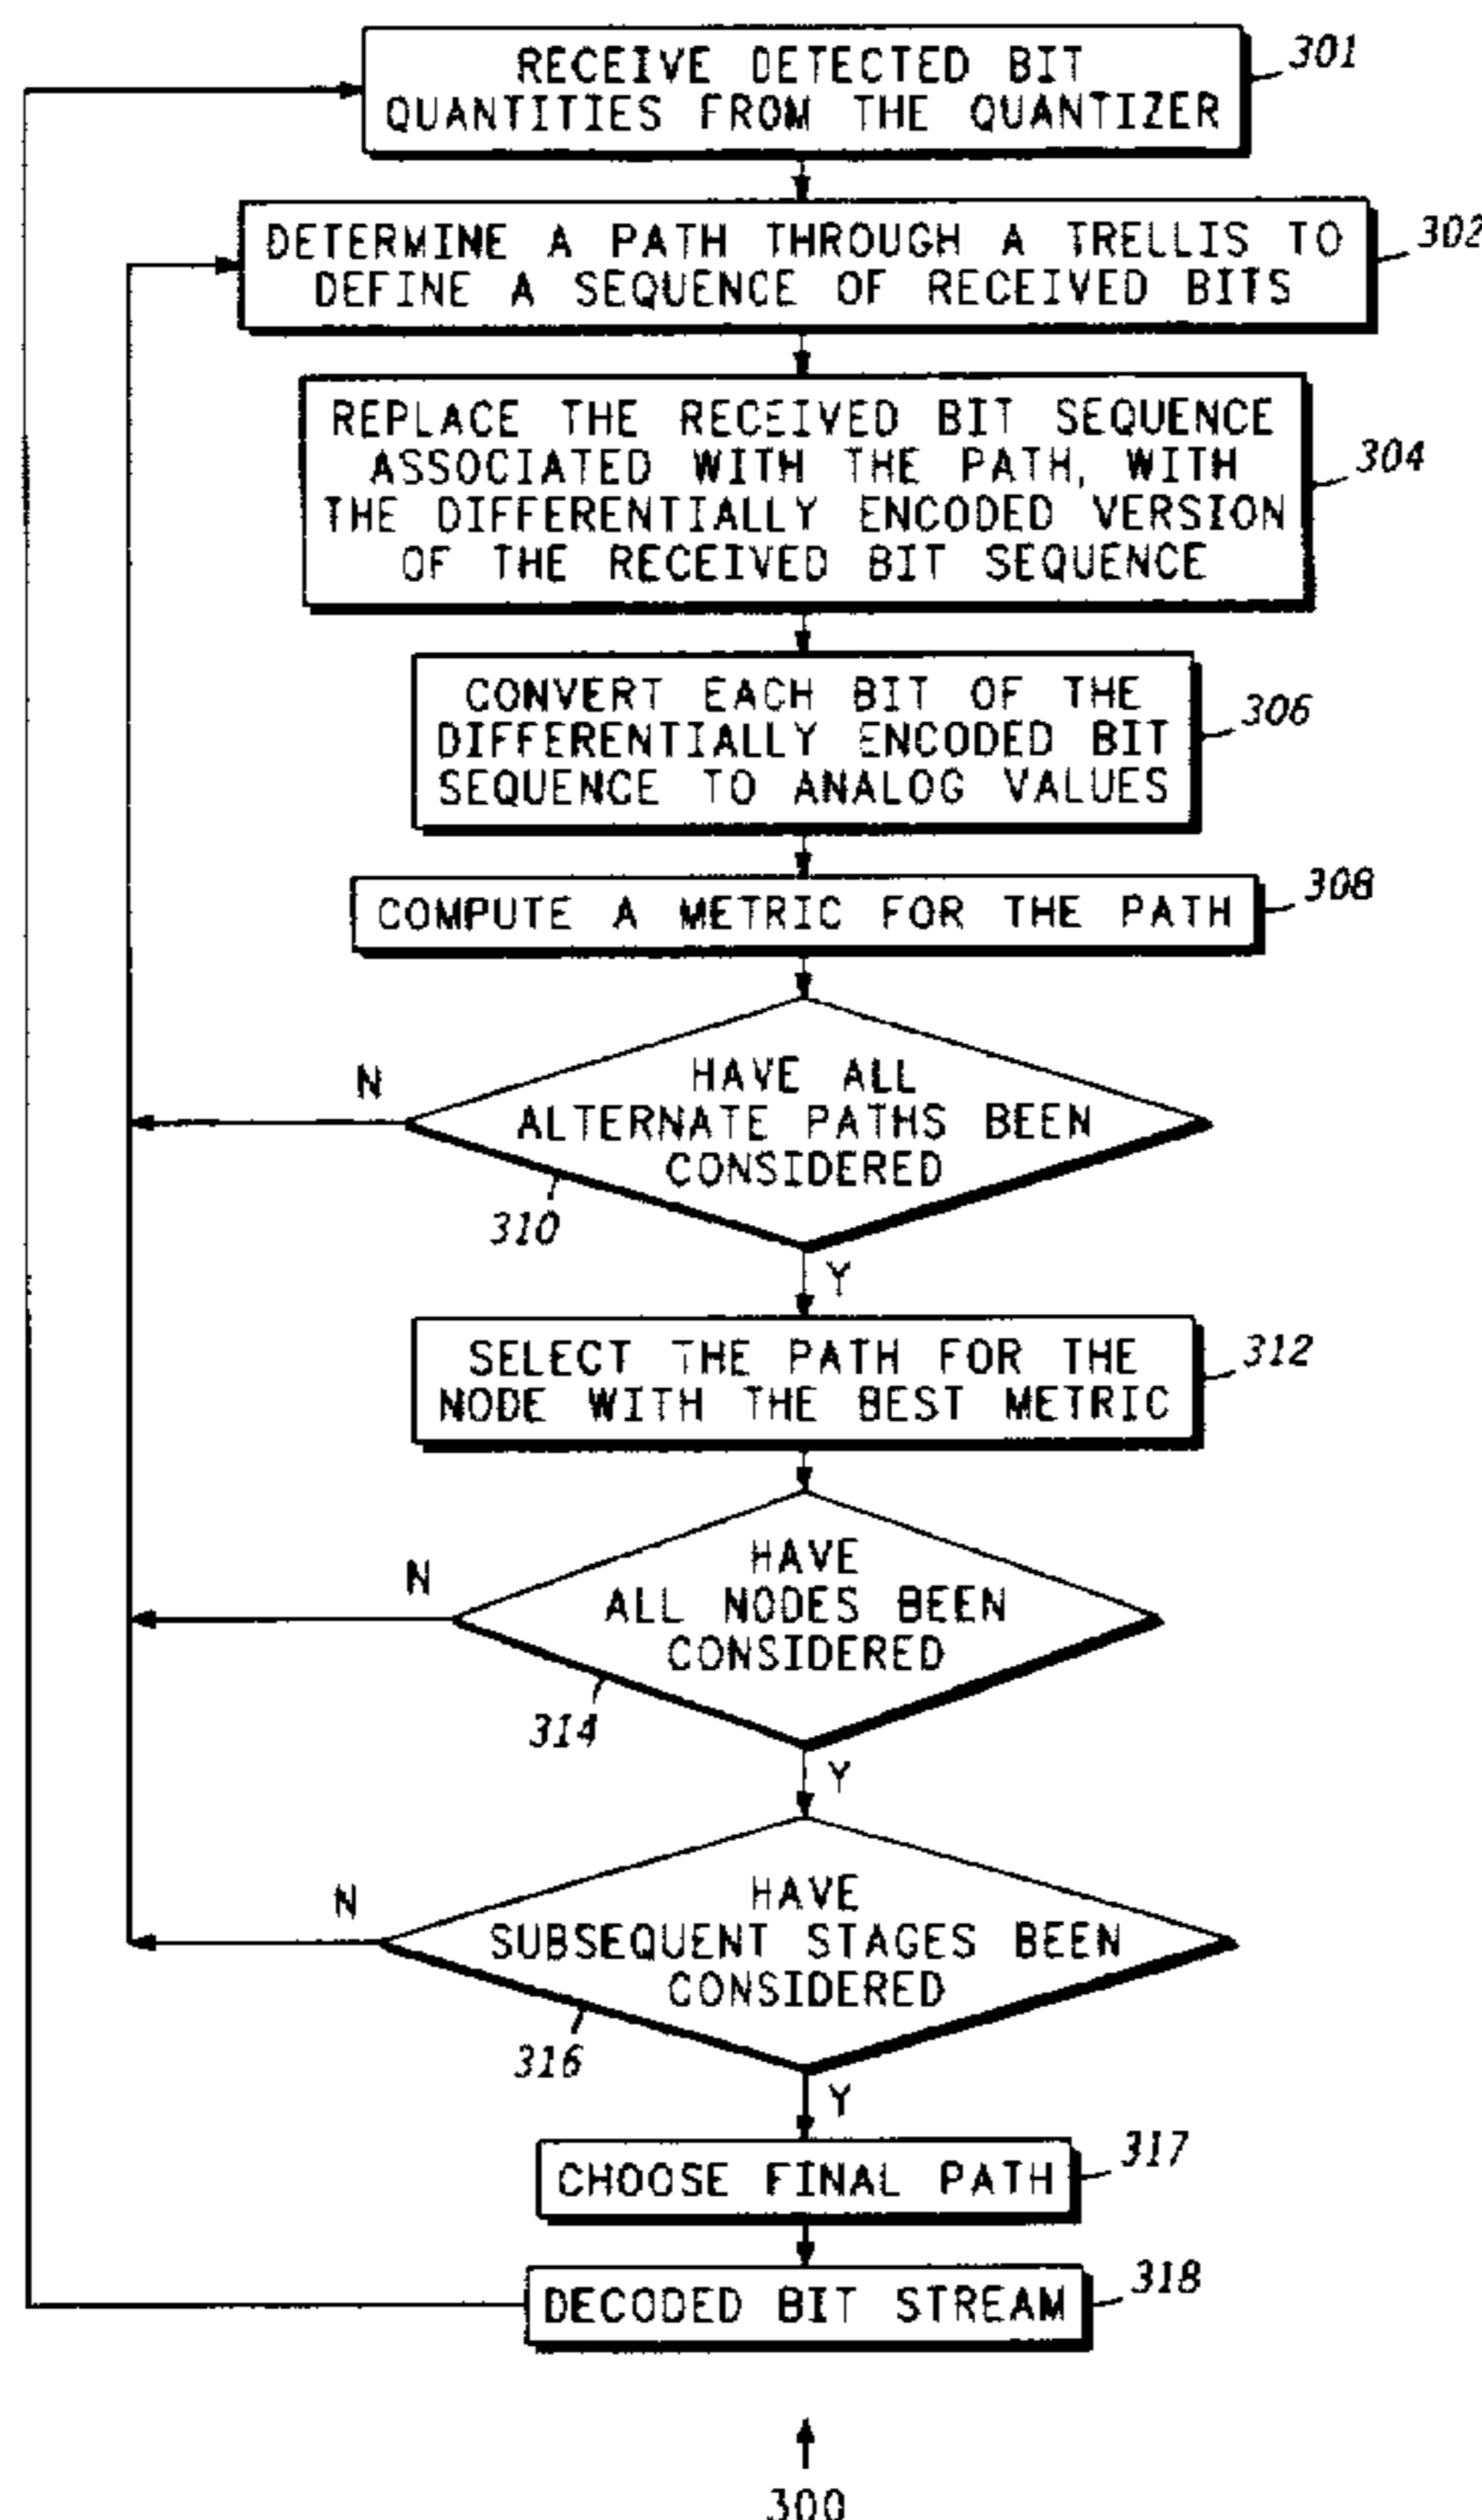 RECEIVE DETECTED BIT
QUANTITIES FROM THE QUANTIZER
301
DETERMINE A PATH THROUGH A TRELLIS TO
DEFINE A SEQUENCE OF RECEIVED BITS
302
REPLACE THE RECEIVED BIT SEQUENCE
ASSOCIATED WITH THE PATH, WITH
THE DIFFERENTIALLY ENCODED VERSION
OF THE RECEIVED BIT SEQUENCE
304
CONVERT EACH BIT OF THE
DIFFERENTIALLY ENCODED BIT
SEQUENCE TO ANALOG VALUES
306
COMPUTE A METRIC FOR THE PATH
308
N
HAVE ALL
ALTERNATE PATHS BEEN
CONSIDERED
310
Y
SELECT THE PATH FOR THE
NODE WITH THE BEST METRIC
312
N
HAVE
ALL NODES BEEN
CONSIDERED
314
Y
N
HAVE
SUBSEQUENT STAGES BEEN
CONSIDERED
316
Y
CHOOSE FINAL PATH
317
DECODED BIT STREAM
318
300